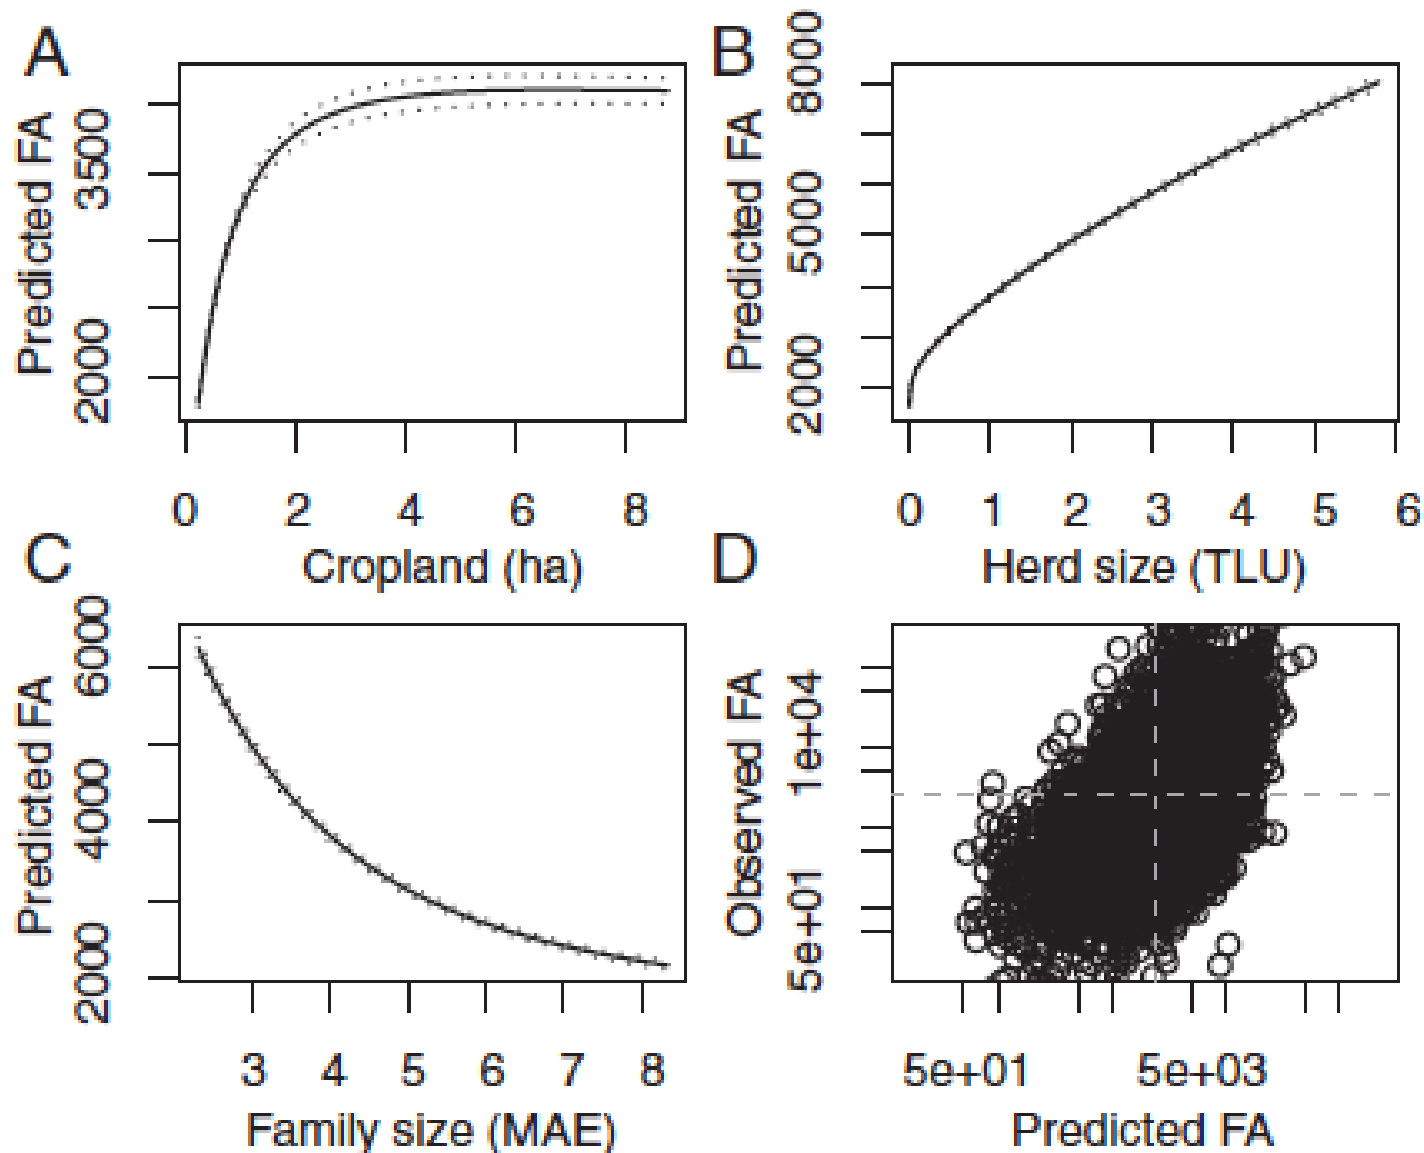 A
Predicted FA
2000 3500
0 2 4 6 8
Cropland (ha)
B
Predicted FA
2000 5000 8000
0 1 2 3 4 5 6
Herd size (TLU)
C
Predicted FA
2000 4000 6000
3 4 5 6 7 8
Family size (MAE)
D
Observed FA
5e+01 1e+04
5e+01 5e+03
Predicted FA